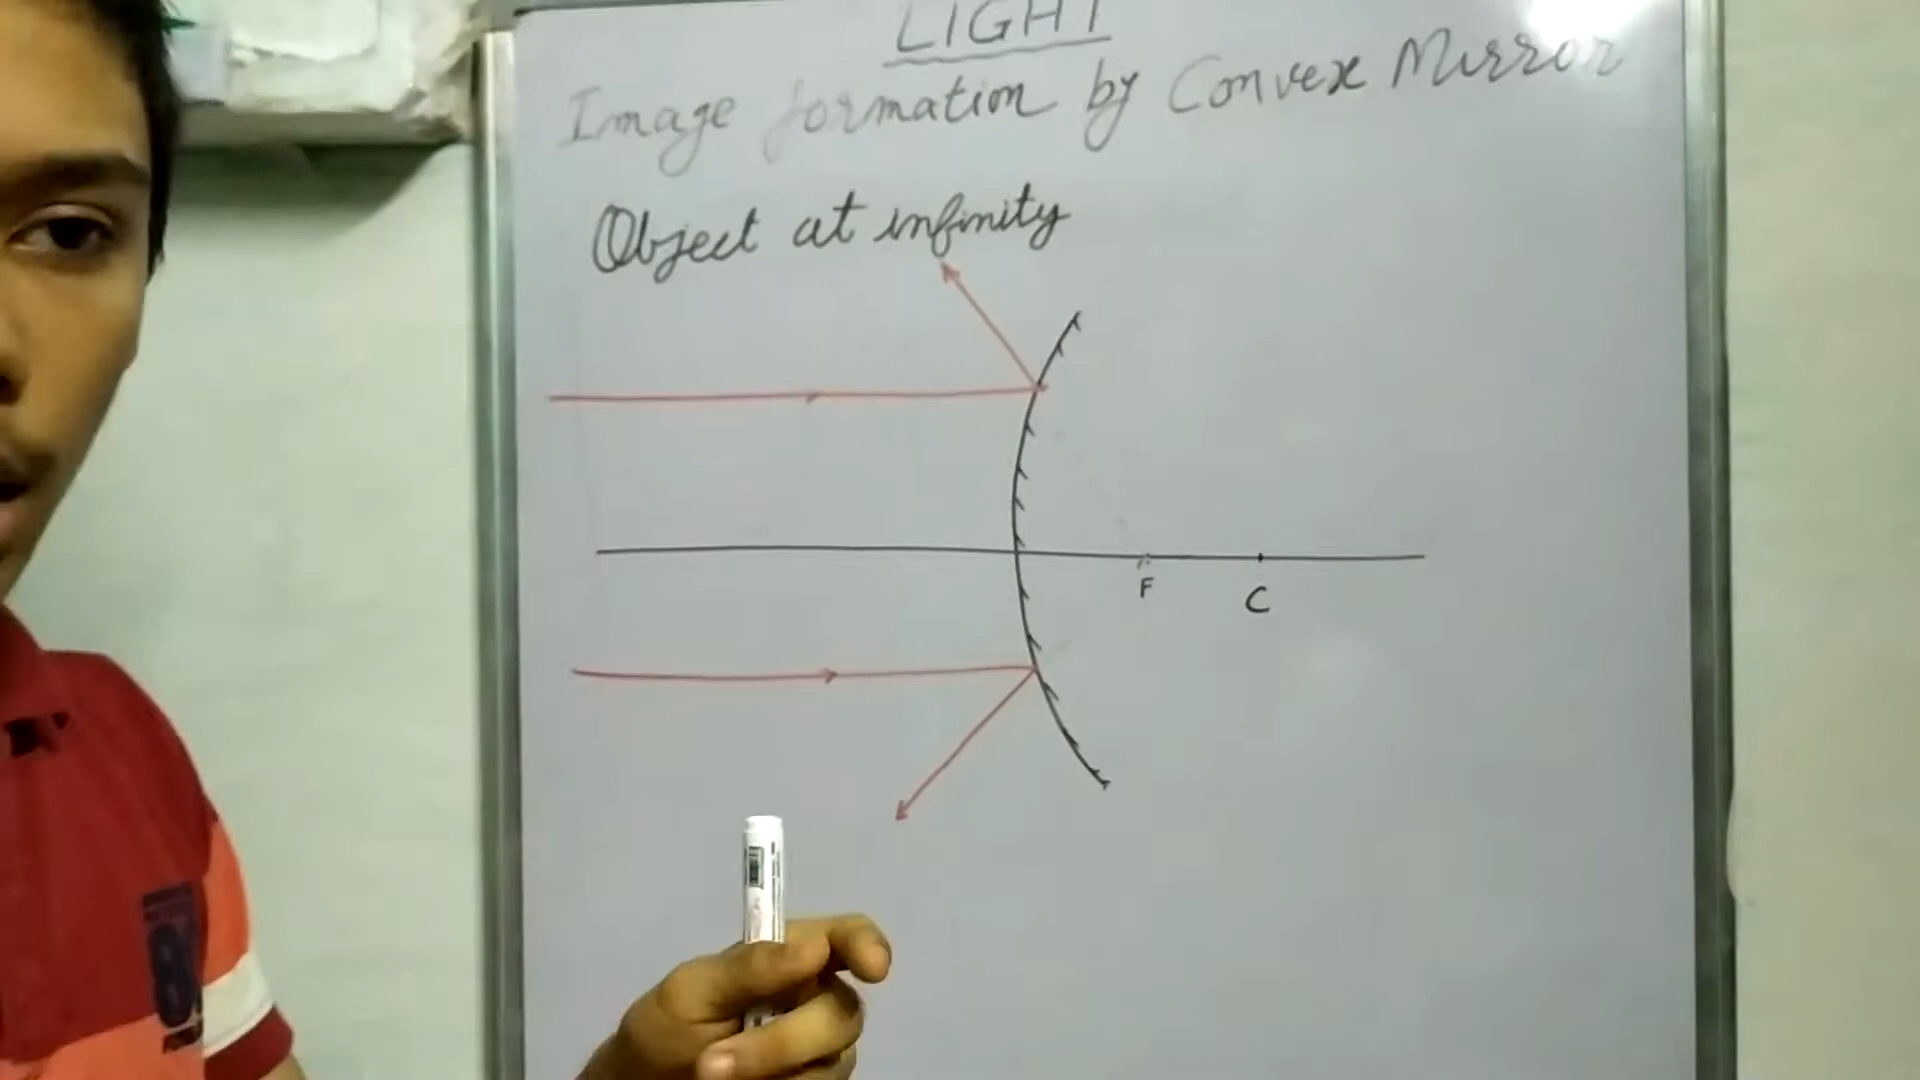 LIGHT
Image formation by Convex Mirror
Object at infinity
F
C